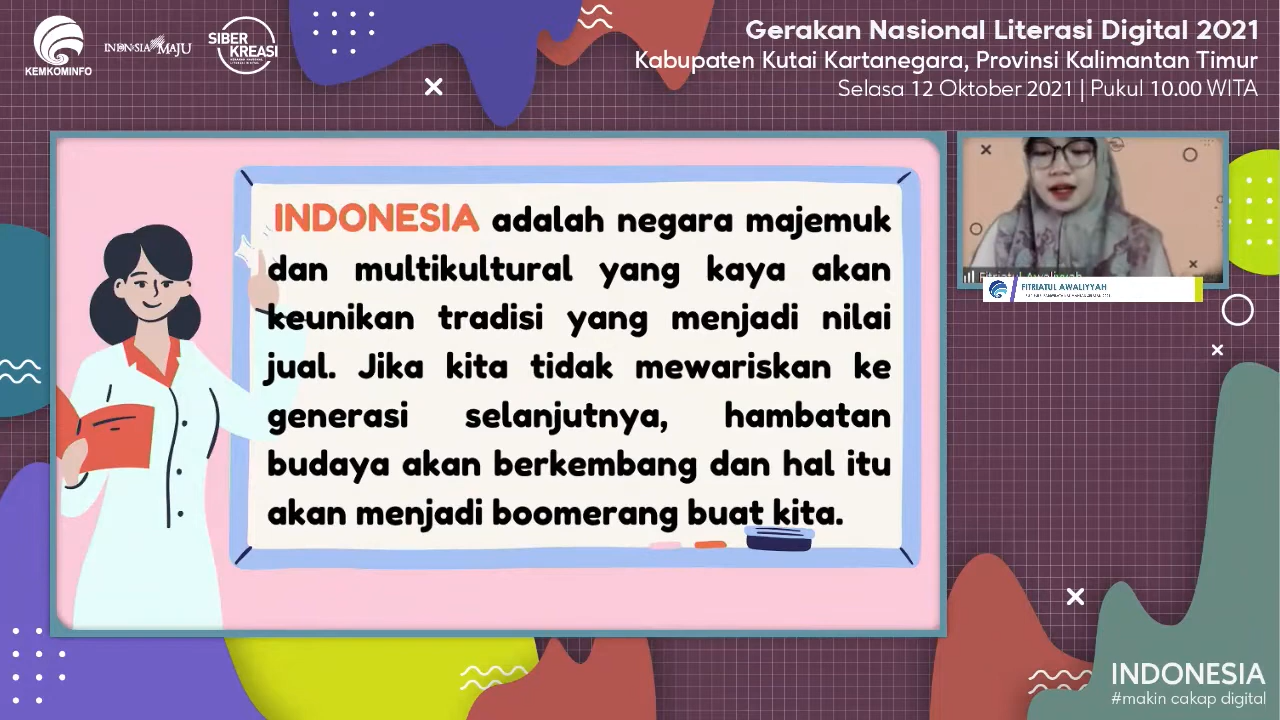 KEMKOMINFO
INDONESIA MAJU
SIBER
KREASI
Gerakan Nasional Literasi Digital 2021
Kabupaten Kutai Kartanegara, Provinsi Kalimantan Timur
Selasa 12 Oktober 2021 | Pukul 10.00 WITA
INDONESIA adalah negara majemuk
dan multikultural yang kaya akan
keunikan tradisi yang menjadi nilai
jual. Jika kita tidak mewariskan ke
generasi selanjutnya, hambatan
budaya akan berkembang dan hal itu
akan menjadi boomerang buat kita.
Fitriatul Awaliyyah
FITRIATUL AWALIYYAH
INDONESIA
#makin cakap digital